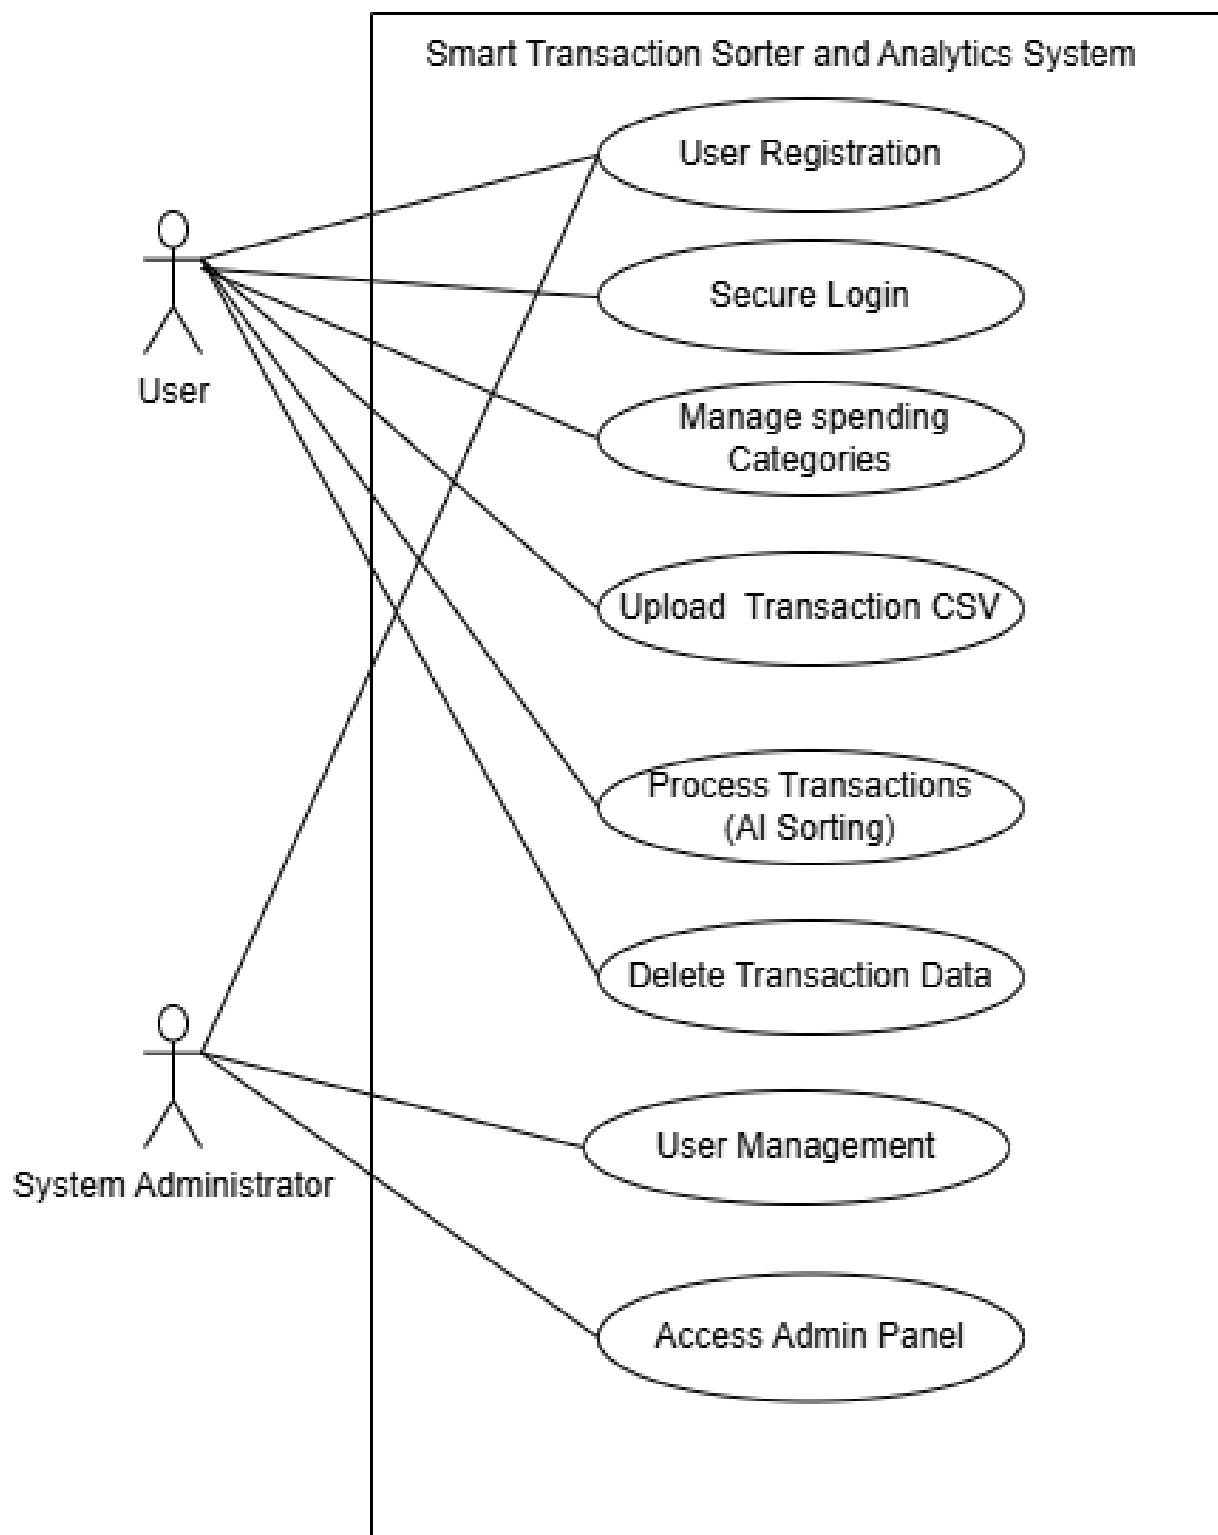 Smart Transaction Sorter and Analytics System
User Registration
Secure Login
User
Manage spending
Categories
Upload  Transaction CSV
Process Transactions
(AI Sorting)
Delete Transaction Data
User Management
System Administrator
Access Admin Panel